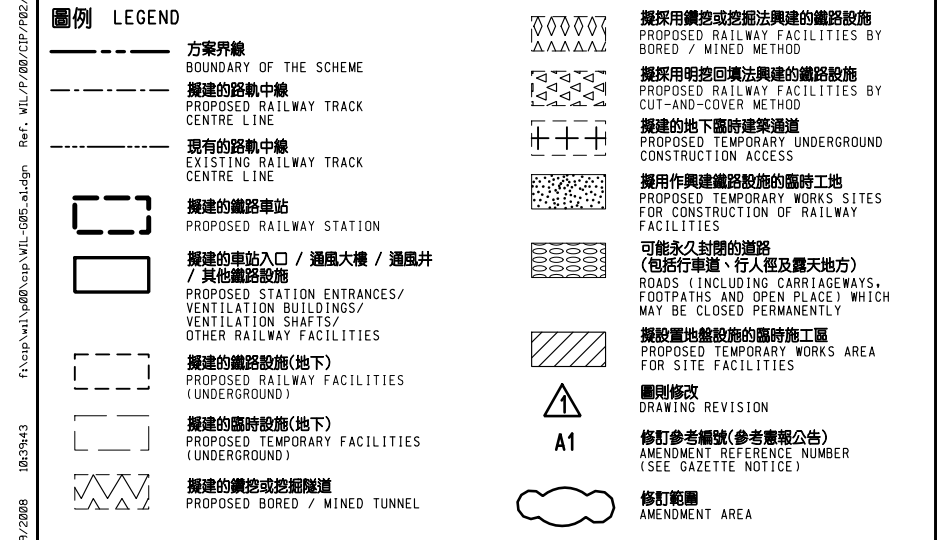 圖例 LEGEND
方案界線
BOUNDARY OF THE SCHEME
擬建的路軌中線
PROPOSED RAILWAY TRACK
CENTRE LINE
現有的路軌中線
EXISTING RAILWAY TRACK
CENTRE LINE
擬建的鐵路車站
PROPOSED RAILWAY STATION
擬建的車站入口 / 通風大樓 / 通風井
/ 其他鐵路設施
PROPOSED STATION ENTRANCES/
VENTILATION BUILDINGS/
VENTILATION SHAFTS/
OTHER RAILWAY FACILITIES
擬建的鐵路設施(地下)
PROPOSED RAILWAY FACILITIES
(UNDERGROUND)
擬建的臨時設施(地下)
PROPOSED TEMPORARY FACILITIES
(UNDERGROUND)
擬建的鑽挖或挖掘隧道
PROPOSED BORED / MINED TUNNEL
擬採用鑽挖或挖掘法興建的鐵路設施
PROPOSED RAILWAY FACILITIES BY
BORED / MINED METHOD
擬採用明挖回填法興建的鐵路設施
PROPOSED RAILWAY FACILITIES BY
CUT-AND-COVER METHOD
擬建的地下臨時建築通道
PROPOSED TEMPORARY UNDERGROUND
CONSTRUCTION ACCESS
擬用作興建鐵路設施的臨時工地
PROPOSED TEMPORARY WORKS SITES
FOR CONSTRUCTION OF RAILWAY
FACILITIES
可能永久封閉的道路
(包括行車道、行人徑及露天地方)
ROADS (INCLUDING CARRIAGEWAYS,
FOOTPATHS AND OPEN PLACE) WHICH
MAY BE CLOSED PERMANENTLY
擬設置地盤設施的臨時施工區
PROPOSED TEMPORARY WORKS AREA
FOR SITE FACILITIES
1
圖則修改
DRAWING REVISION
A1
修訂參考編號(參考憲報公告)
AMENDMENT REFERENCE NUMBER
(SEE GAZETTE NOTICE)
修訂範圍
AMENDMENT AREA
9/2008 10:39:43 f:\cip\wil\p00\cip\WIL-G05_a1.dgn Ref. WIL/P/00/CIP/P02/